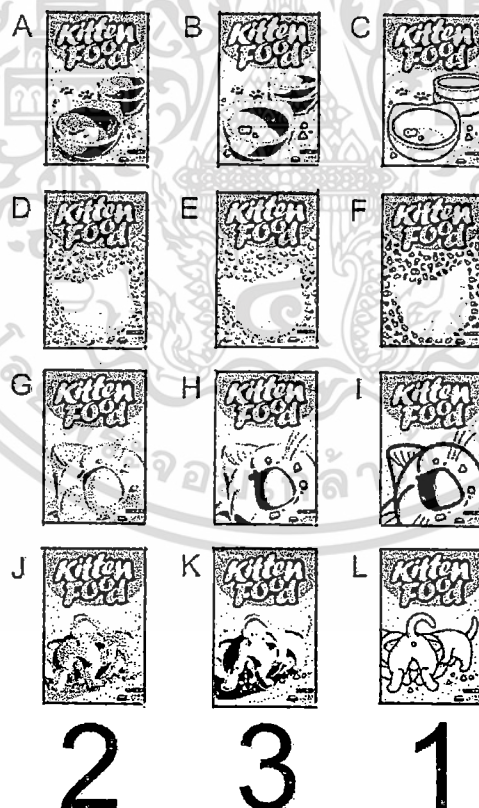 A Kitten Food
B Kitten Food
C Kitten Food
D Kitten Food
E Kitten Food
F Kitten Food
G Kitten Food
H Kitten Food
I Kitten Food
J Kitten Food
K Kitten Food
L Kitten Food
2 3 1